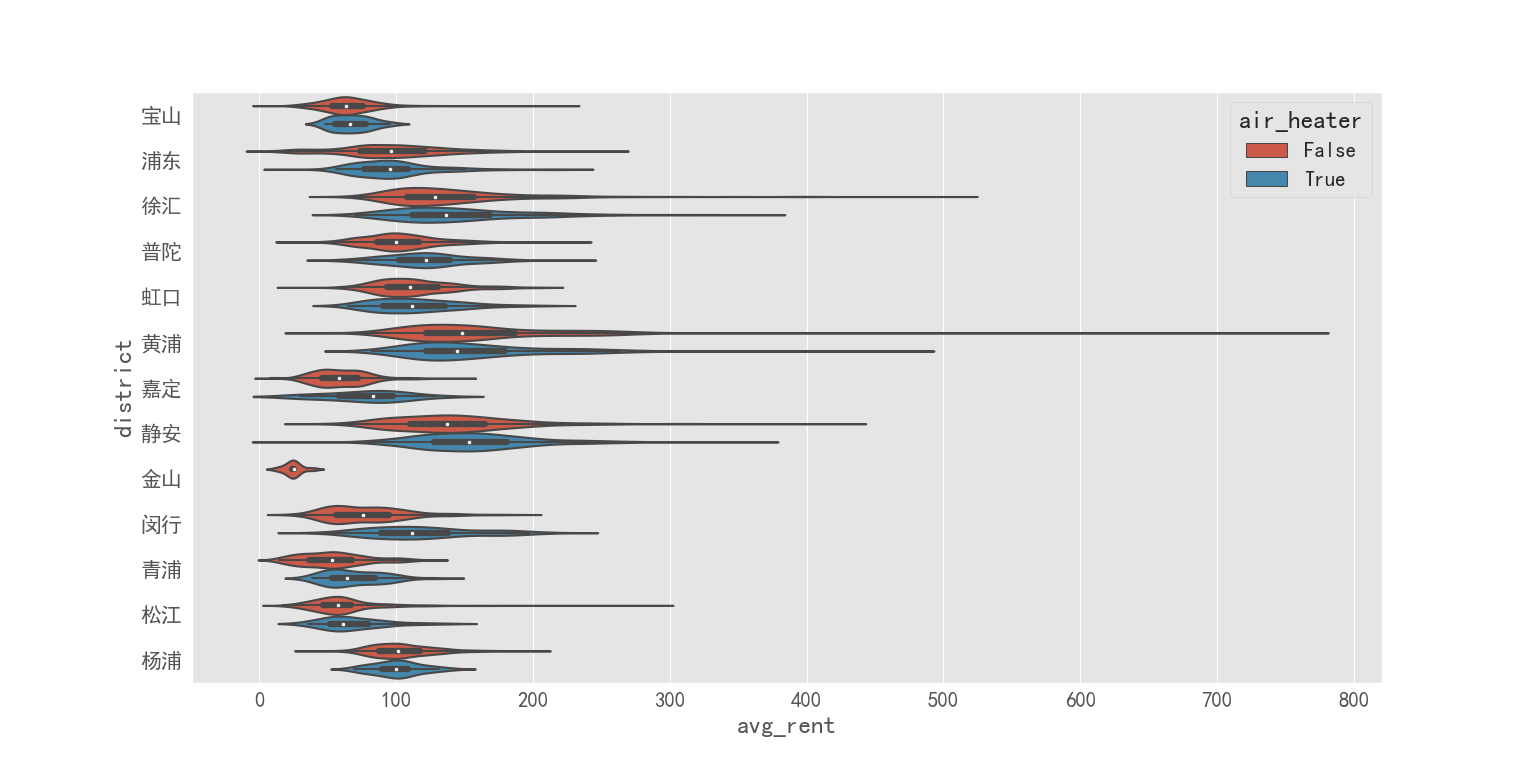 air_heater
False
True
district
宝山
浦东
徐汇
普陀
虹口
黄浦
嘉定
静安
金山
闵行
青浦
松江
杨浦
0 100 200 300 400 500 600 700 800
avg_rent